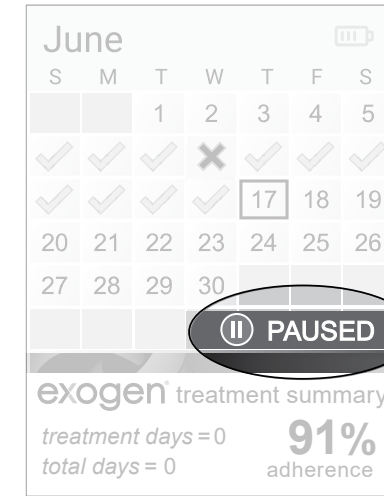 June
S M T W T F S
1 2 3 4 5
17 18 19
20 21 22 23 24 25 26
27 28 29 30
PAUSED
exogen® treatment summary
treatment days = 0
91%
total days = 0
adherence